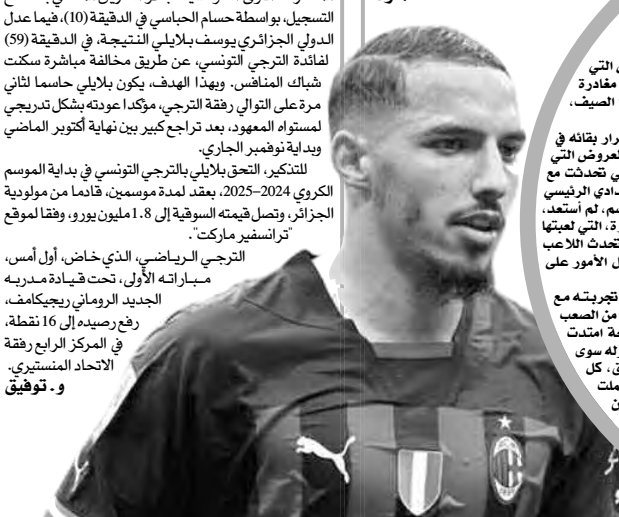 التسجيل، بواسطة حسام الحباسي في الدقيقة (10)، فيما عدل
الدولي الجزائري يوسف بلايلي النتيجة، في الدقيقة (59)
لفائدة الترجي التونسي، عن طريق مخالفة مباشرة سكنت
شباك المنافس. وبهذا الهدف، يكون بلايلي حاسما لثاني
مرة على التوالي رفقة الترجي، مؤكدا عودته بشكل تدريجي
لمستواه المعهود، بعد تراجع كبير بين نهاية أكتوبر الماضي
وبداية نوفمبر الجاري.
للتذكير، التحق بلايلي بالترجي التونسي في بداية الموسم
الكروي 2024-2025، بعقد لمدة موسمين، قادما من مولودية
الجزائر، وتصل قيمته السوقية إلى 1.8 مليون يورو، وفقا لموقع
"ترانسفير ماركت".
الترجي الرياضي، الذي خاض، أول أمس،
مباراته الأولى، تحت قيادة مدربه
الجديد الروماني ريجيكامف،
رفع رصيده إلى 16 نقطة،
في المركز الرابع رفقة
الاتحاد المنستيري.
و. توفيق
التي
مغادرة
الصيف،
رار بقائه في
لعروض التي
ي تحدثت مع
دادي الرئيسي
سم، لم أستعد،
رة، التي لعبتها
تحدث اللاعب
ل الأمور على
تجربته مع
من الصعب
حة امتدت
وله سوى
ق، كل
ملت
ن